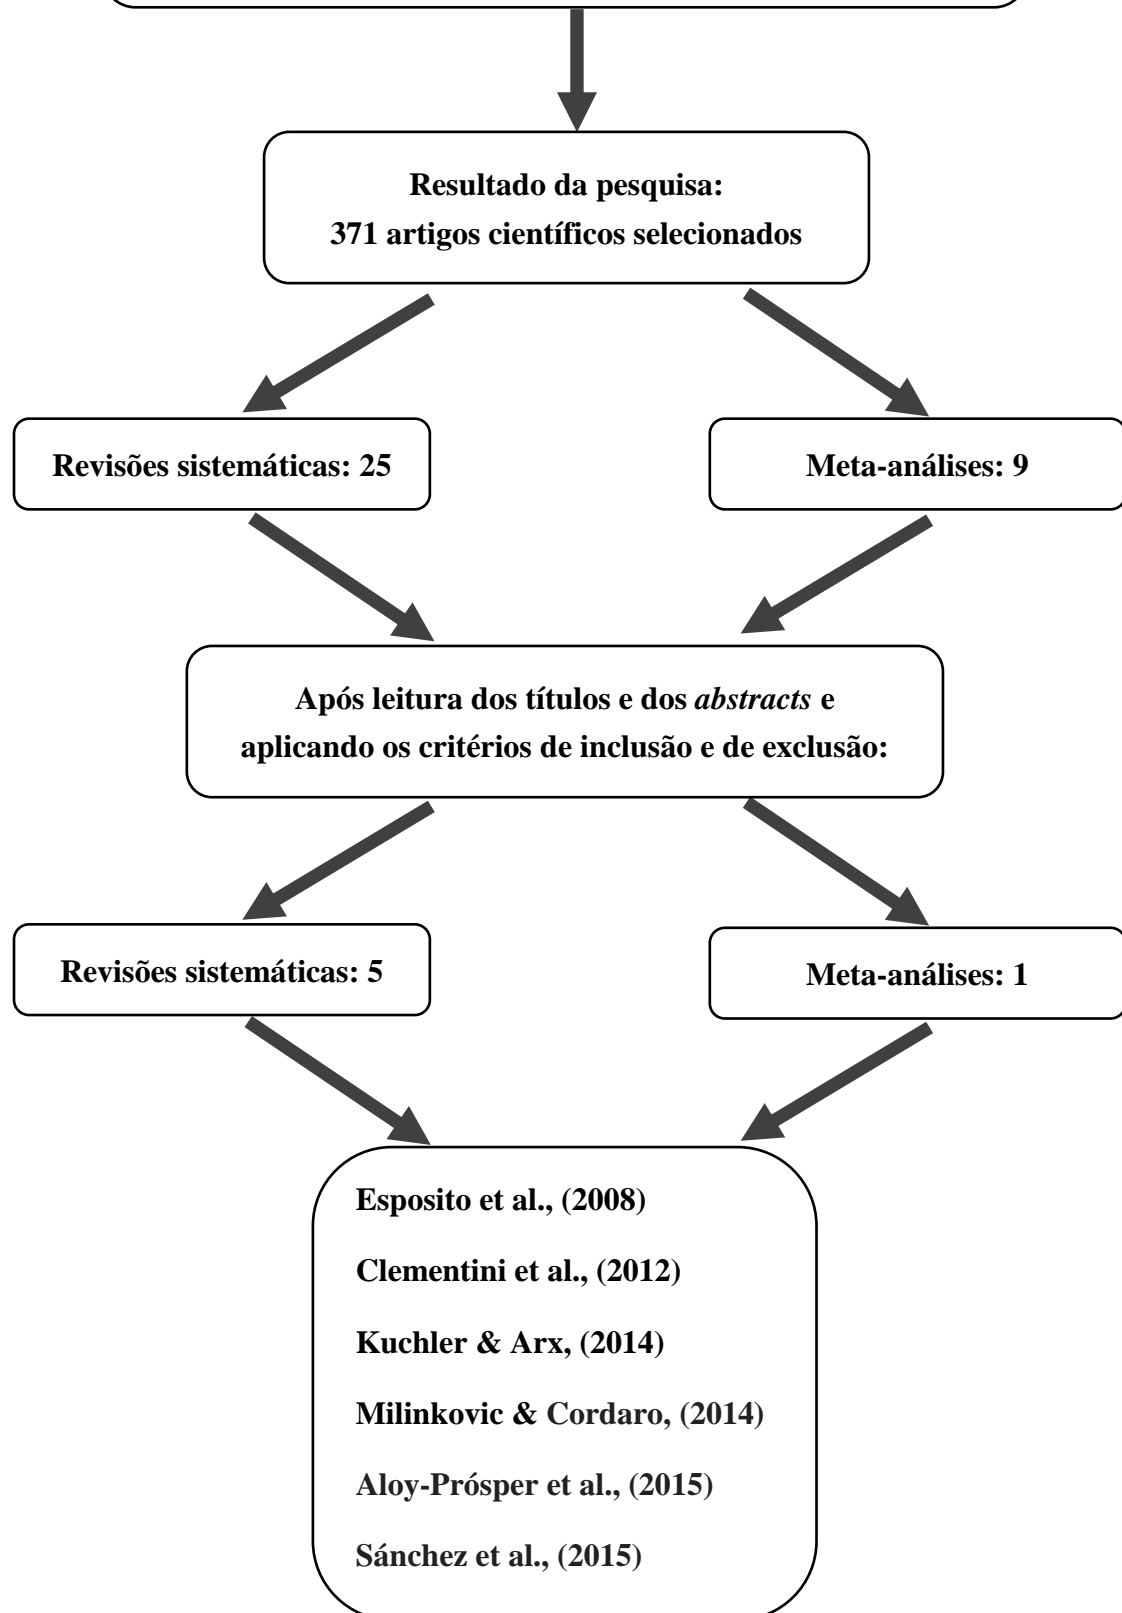 Resultado da pesquisa:
371 artigos científicos selecionados
Revisões sistemáticas: 25
Meta-análises: 9
Após leitura dos títulos e dos abstracts e
aplicando os critérios de inclusão e de exclusão:
Revisões sistemáticas: 5
Meta-análises: 1
Esposito et al., (2008)
Clementini et al., (2012)
Kuchler & Arx, (2014)
Milinkovic & Cordaro, (2014)
Aloy-Prósper et al., (2015)
Sánchez et al., (2015)